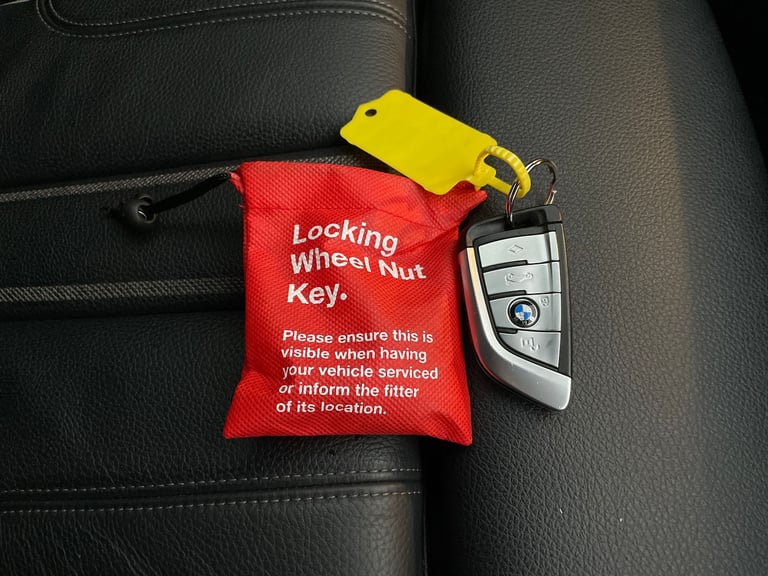 Locking
Wheel Nut
Key.
Please ensure this is
visible when having
your vehicle serviced
or inform the fitter
of its location.